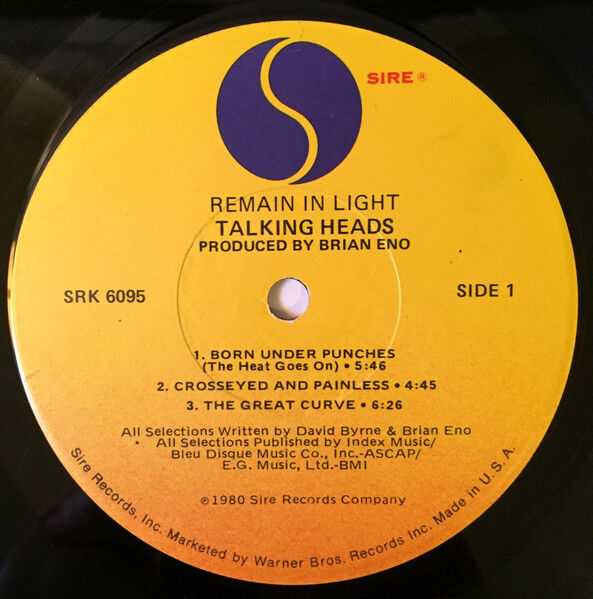 SIRE ®
REMAIN IN LIGHT
TALKING HEADS
PRODUCED BY BRIAN ENO
SRK 6095
SIDE 1
1. BORN UNDER PUNCHES
(The Heat Goes On) • 5:46
2. CROSSEYED AND PAINLESS • 4:45
3. THE GREAT CURVE • 6:26
All Selections Written by David Byrne & Brian Eno
• All Selections Published by Index Music/
Bleu Disque Music Co., Inc.-ASCAP/
E.G. Music, Ltd.-BMI
℗1980 Sire Records Company
Sire Records, Inc. Marketed by Warner Bros. Records Inc. Made in U.S.A.